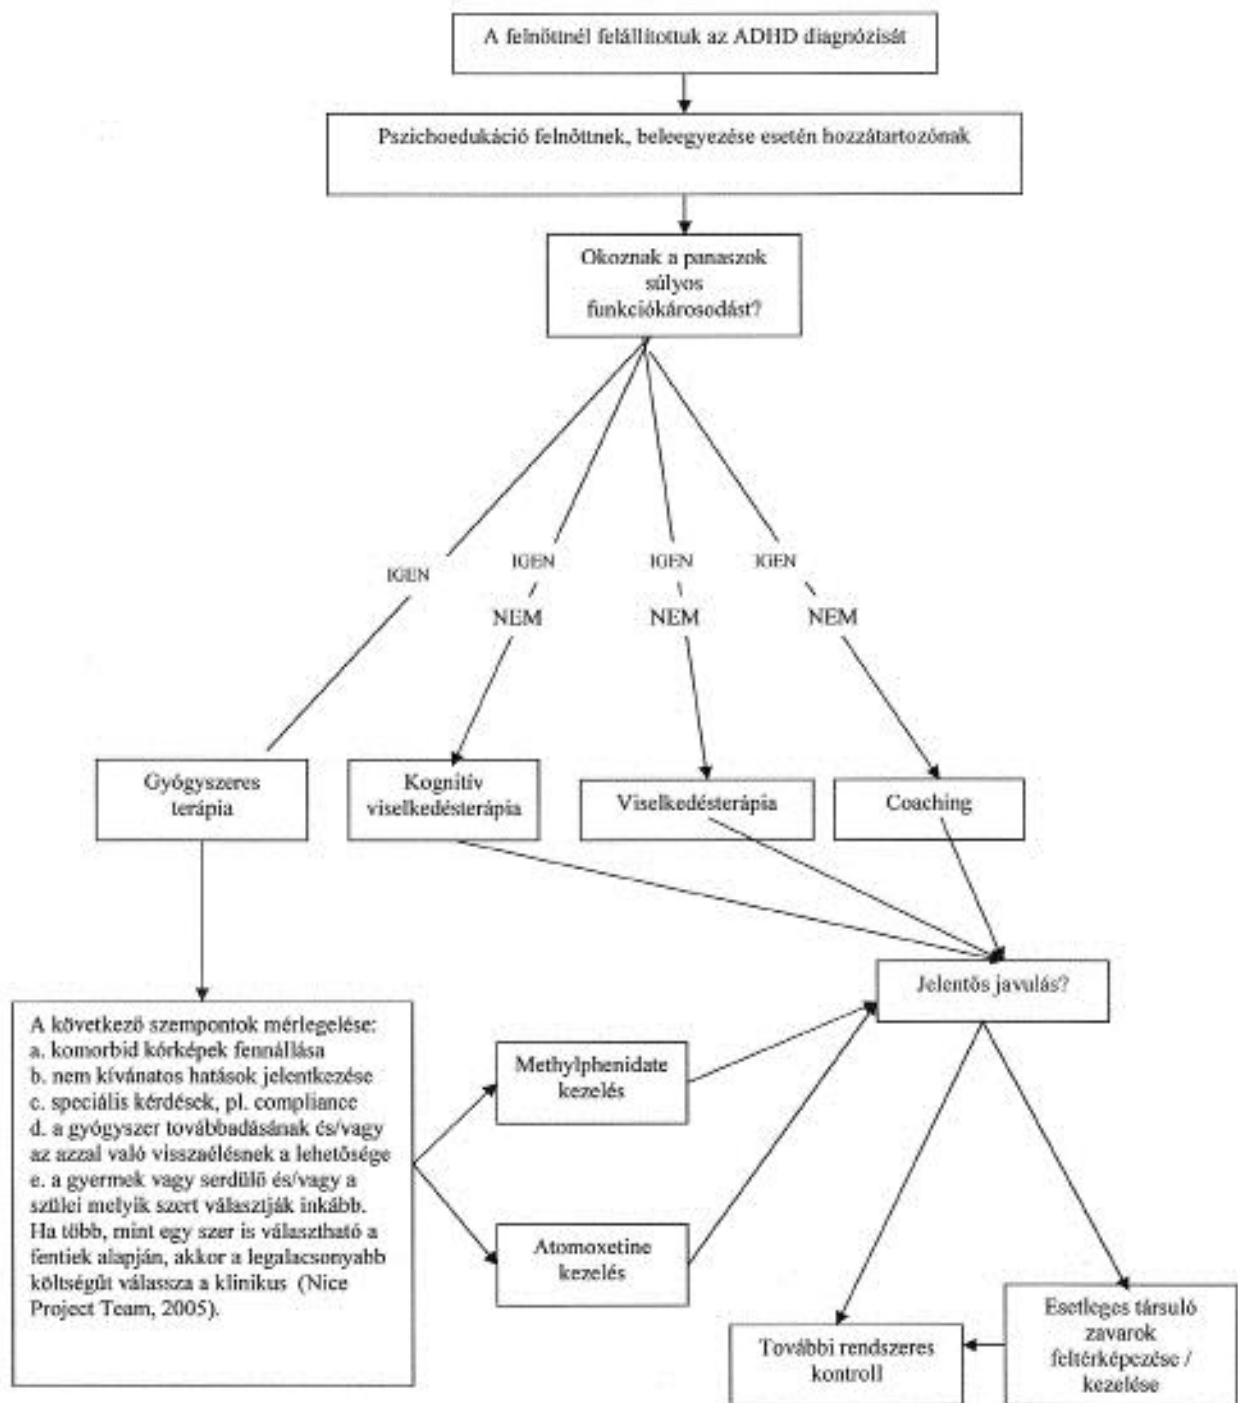 A felnőttnél felállítottuk az ADHD diagnózisát
Pszichoedukáció felnőttnek, beleegyezése esetén hozzátartozónak
Okoznak a panaszok
súlyos
funkciókárosodást?
IGEN
IGEN
IGEN
IGEN
NEM
NEM
NEM
Gyógyszeres
terápia
Kognitív
viselkedésterápia
Viselkedésterápia
Coaching
Jelentős javulás?
A következő szempontok mérlegelése:
a. komorbid kórképek fennállása
b. nem kívánatos hatások jelentkezése
c. speciális kérdések, pl. compliance
d. a gyógyszer továbbadásának és/vagy
az azzal való visszaélésnek a lehetősége
e. a gyermek vagy serdülő és/vagy a
szülei melyik szert választják inkább.
Ha több, mint egy szer is választható a
fentiek alapján, akkor a legalacsonyabb
költségűt válassza a klinikus (Nice
Project Team, 2005).
Methylphenidate
kezelés
Atomoxetine
kezelés
További rendszeres
kontroll
Esetleges társuló
zavarok
feltérképezése /
kezelése